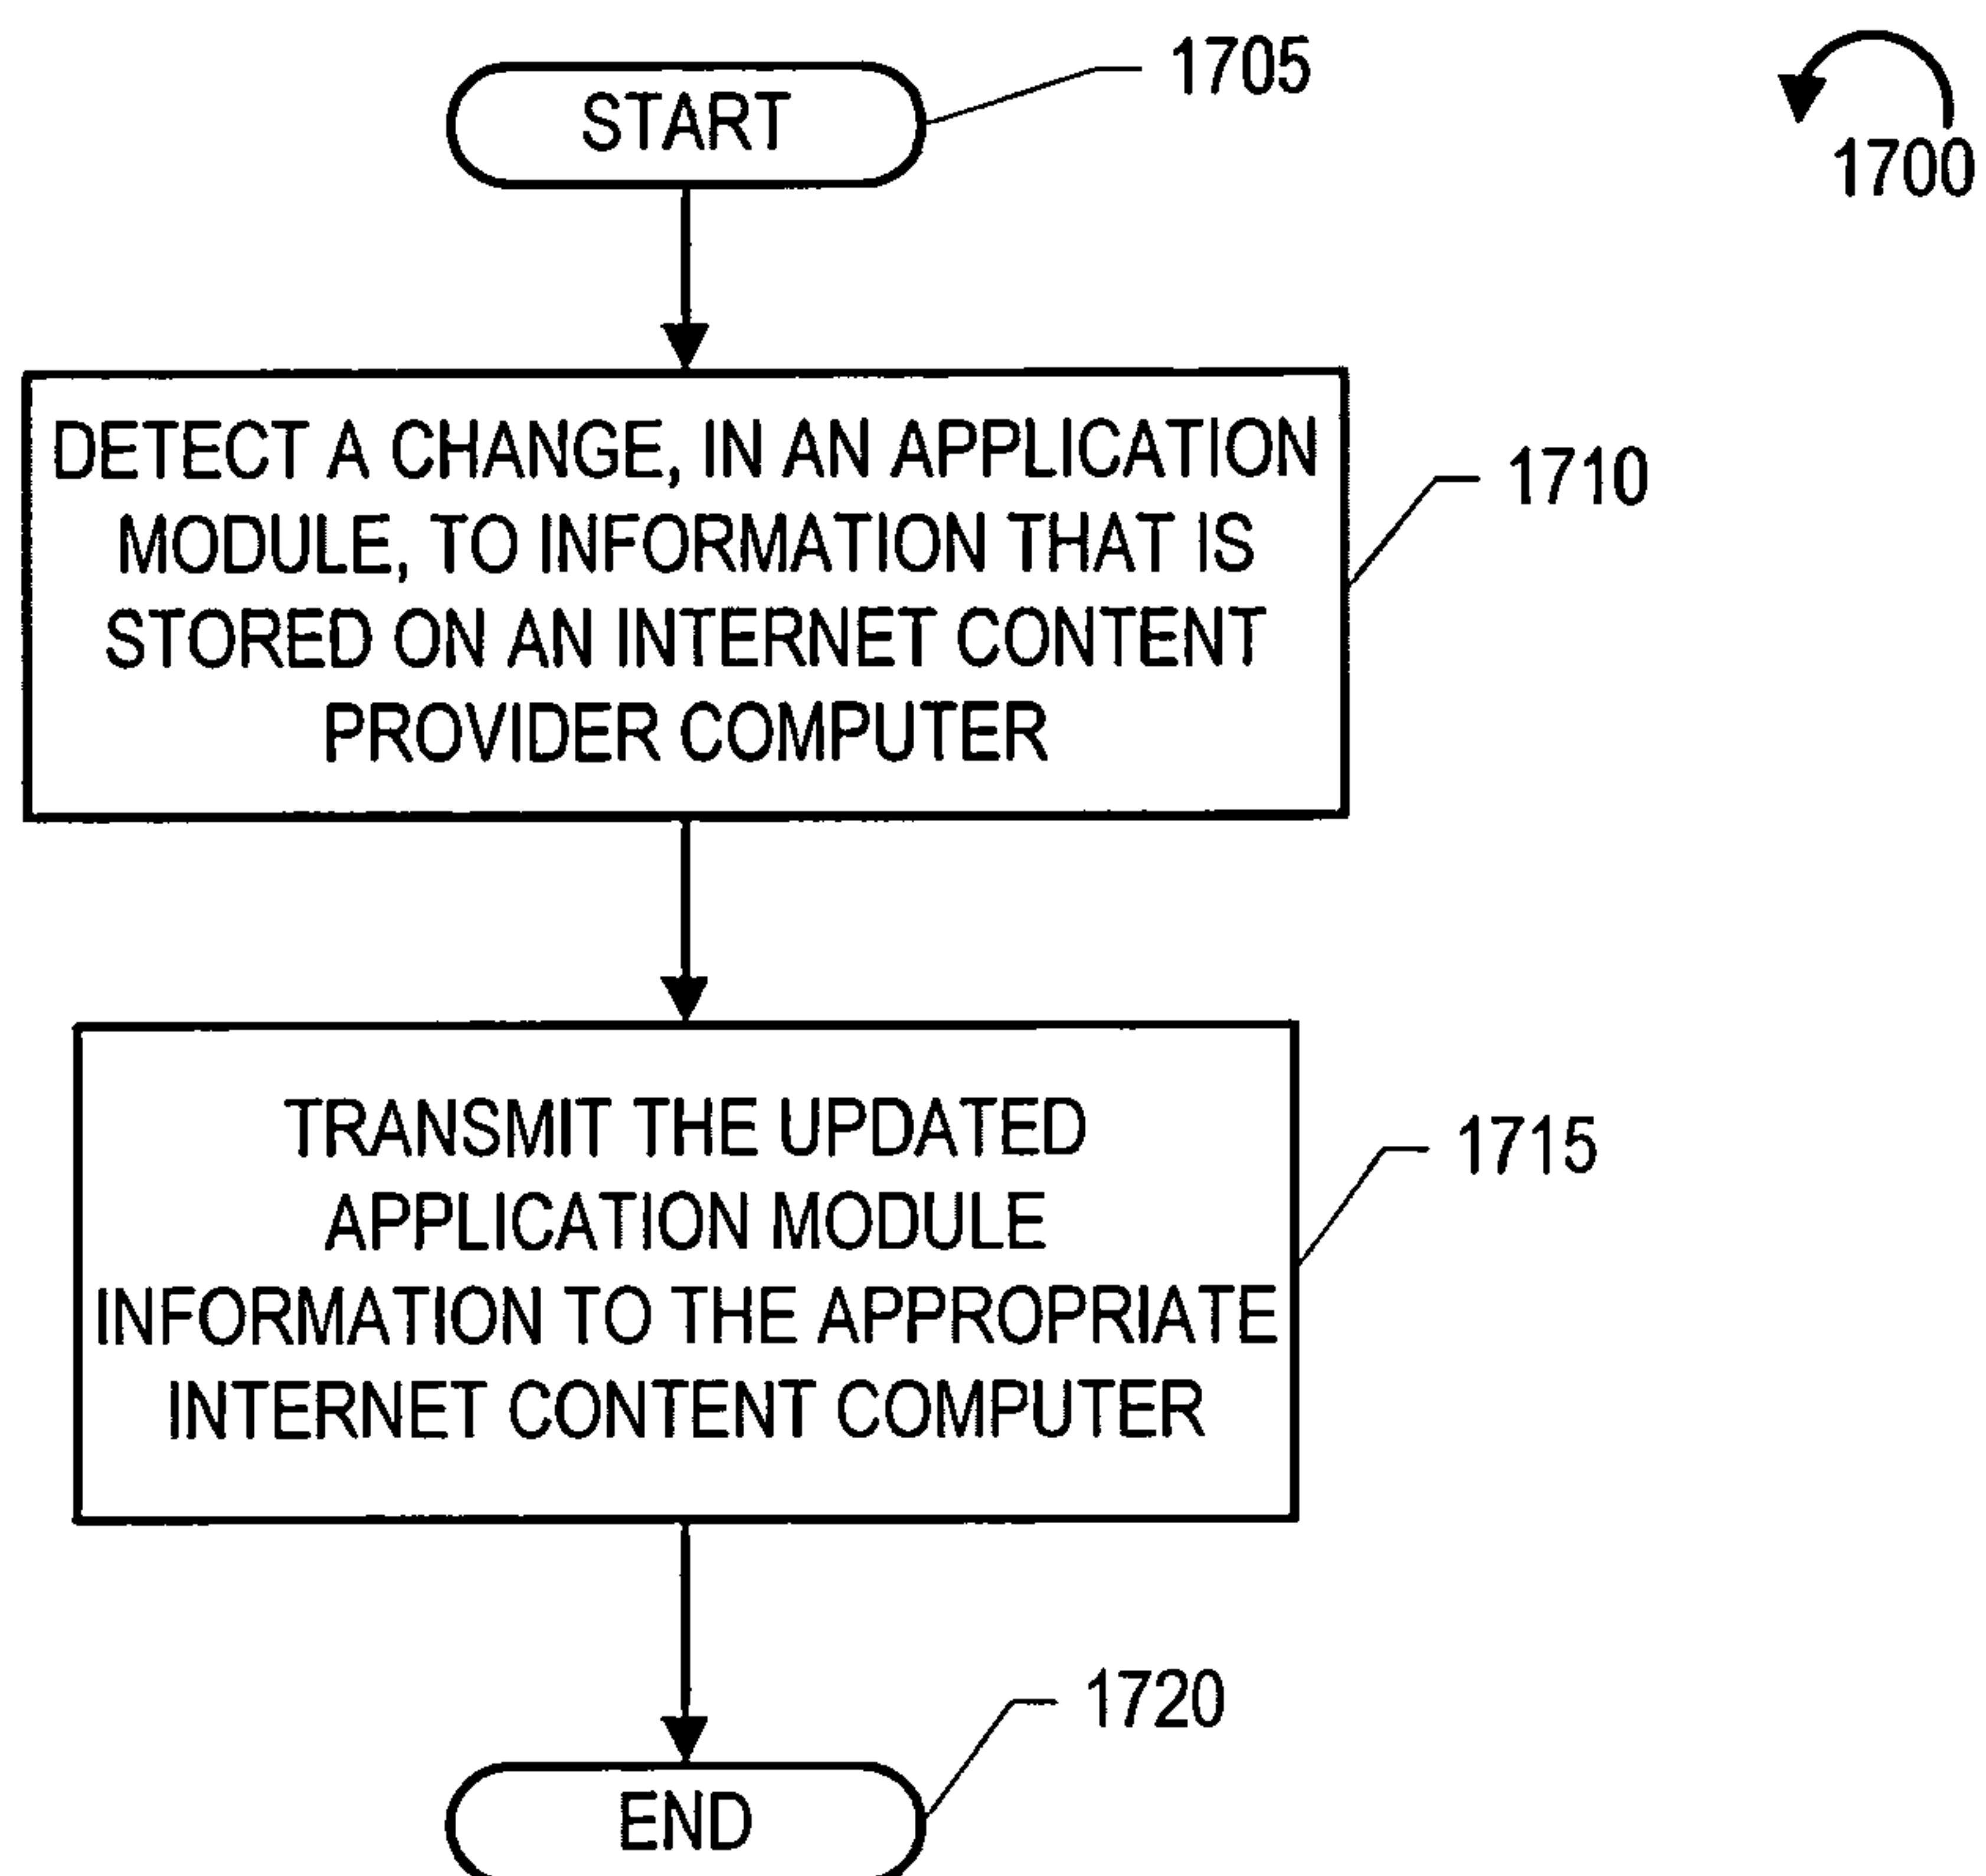 START
1705
1700
DETECT A CHANGE, IN AN APPLICATION
MODULE, TO INFORMATION THAT IS
STORED ON AN INTERNET CONTENT
PROVIDER COMPUTER
1710
TRANSMIT THE UPDATED
APPLICATION MODULE
INFORMATION TO THE APPROPRIATE
INTERNET CONTENT COMPUTER
1715
1720
END